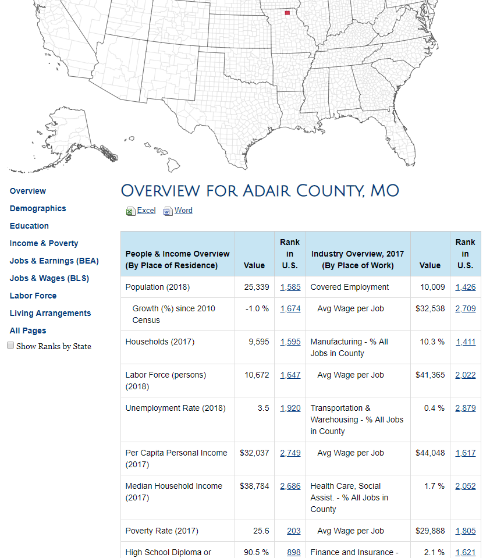 Overview
Demographics
Education
Income & Poverty
Jobs & Earnings (BEA)
Jobs & Wages (BLS)
Labor Force
Living Arrangements
All Pages
Show Ranks by State
Overview for Adair County, MO
Excel Word
People & Income Overview (By Place of Residence) Value Rank in U.S. Industry Overview, 2017 (By Place of Work) Value Rank in U.S.
Population (2018) 25,339 1,585 Covered Employment 10,009 1,426
Growth (%) since 2010 Census -1.0 % 1,674 Avg Wage per Job $32,538 2,709
Households (2017) 9,595 1,595 Manufacturing - % All Jobs in County 10.3 % 1,411
Labor Force (persons) (2018) 10,672 1,647 Avg Wage per Job $41,365 2,022
Unemployment Rate (2018) 3.5 1,920 Transportation & Warehousing - % All Jobs in County 0.4 % 2,879
Per Capita Personal Income (2017) $32,037 2,749 Avg Wage per Job $44,048 1,617
Median Household Income (2017) $38,784 2,686 Health Care, Social Assist. - % All Jobs in County 1.7 % 2,052
Poverty Rate (2017) 25.6 203 Avg Wage per Job $29,888 1,805
High School Diploma or 90.5 % 898 Finance and Insurance - 2.1 % 1,621